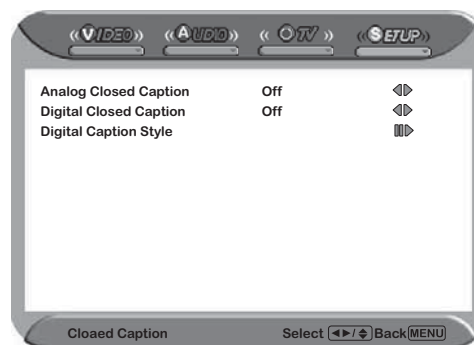 VIDEO AUDIO TV SETUP
Analog Closed Caption Off
Digital Closed Caption Off
Digital Caption Style
Cloaed Caption Select ◄►/ Back MENU